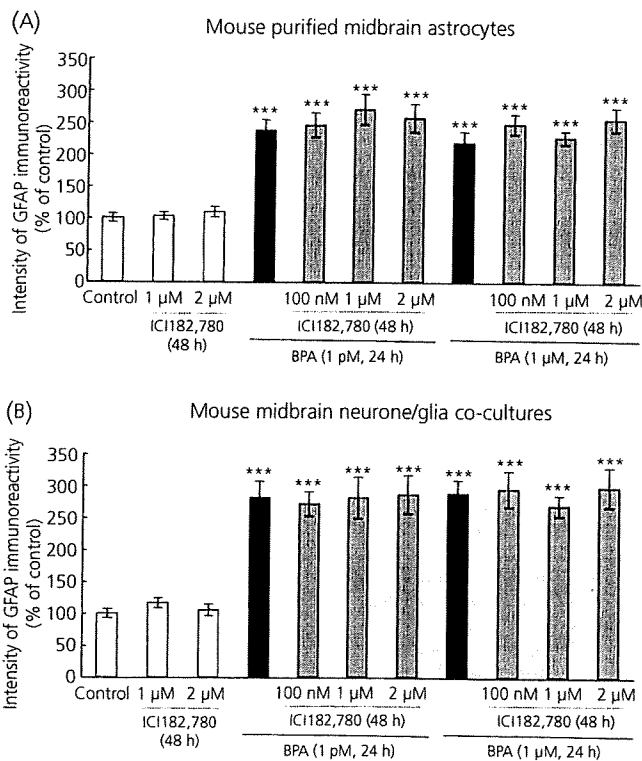 (A)
Mouse purified midbrain astrocytes
Intensity of GFAP immunoreactivity
(% of control)
350
300
250
200
150
100
50
0
*** *** *** *** *** *** *** ***
Control 1 µM 2 µM 100 nM 1 µM 2 µM 100 nM 1 µM 2 µM
ICI182,780 (48 h) ICI182,780 (48 h) ICI182,780 (48 h)
BPA (1 pM, 24 h) BPA (1 µM, 24 h)
(B)
Mouse midbrain neurone/glia co-cultures
Intensity of GFAP immunoreactivity
(% of control)
350
300
250
200
150
100
50
0
*** *** *** *** *** *** *** ***
Control 1 µM 2 µM 100 nM 1 µM 2 µM 100 nM 1 µM 2 µM
ICI182,780 (48 h) ICI182,780 (48 h) ICI182,780 (48 h)
BPA (1 pM, 24 h) BPA (1 µM, 24 h)